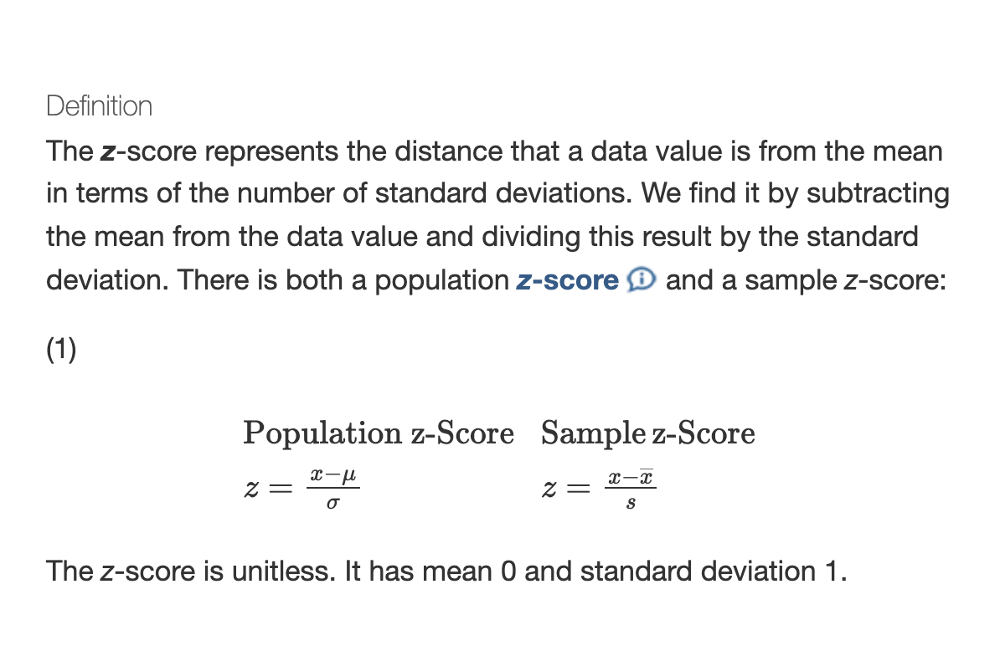 Definition
The z-score represents the distance that a data value is from the mean
in terms of the number of standard deviations. We find it by subtracting
the mean from the data value and dividing this result by the standard
deviation. There is both a population z-score and a sample z-score:
(1)
Population z-Score Sample z-Score
z = \frac{x-\mu}{\sigma} z = \frac{x-\overline{x}}{s}
The z-score is unitless. It has mean 0 and standard deviation 1.